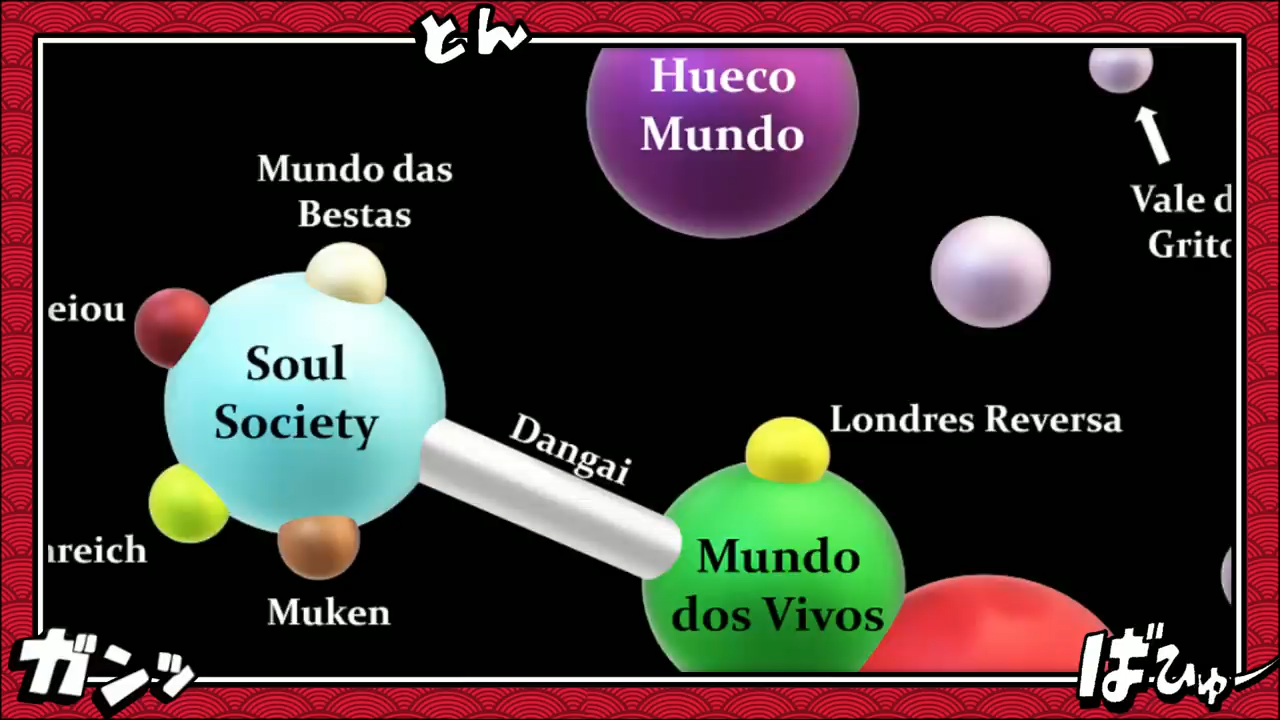 とん
Hueco
Mundo
Mundo das
Bestas
Vale d
Grito
eiou
Soul
Society
Londres Reversa
Dangai
reich
Mundo
dos Vivos
Muken
ガンッ
ばひゅー